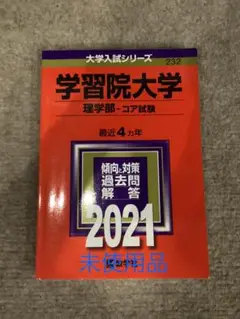 大学入試シリーズ
232
学習院大学
理学部-コア試験
最近4カ年
傾向と対策
過去問
解答
2021
未使用品